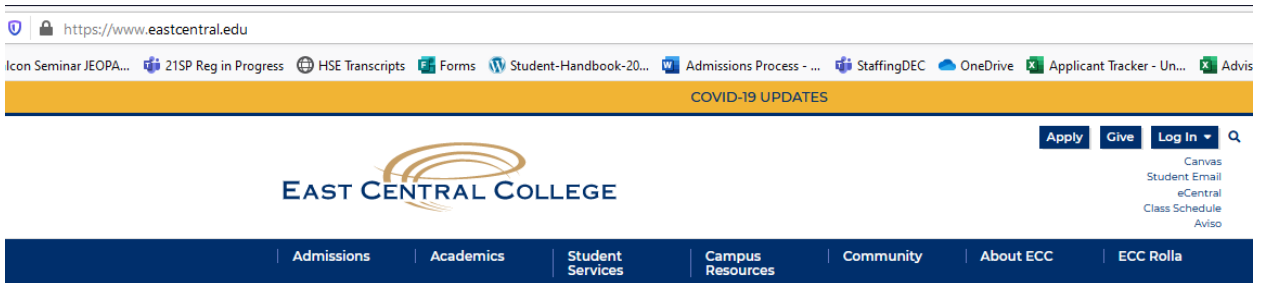 https://www.eastcentral.edu
lcon Seminar JEOPA... 21SP Reg in Progress HSE Transcripts Forms Student-Handbook-20... Admissions Process - ... StaffingDEC OneDrive Applicant Tracker - Un... Advis
COVID-19 UPDATES
Apply Give Log In
Canvas
Student Email
eCentral
Class Schedule
Aviso
EAST CENTRAL COLLEGE
Admissions Academics Student Services Campus Resources Community About ECC ECC Rolla